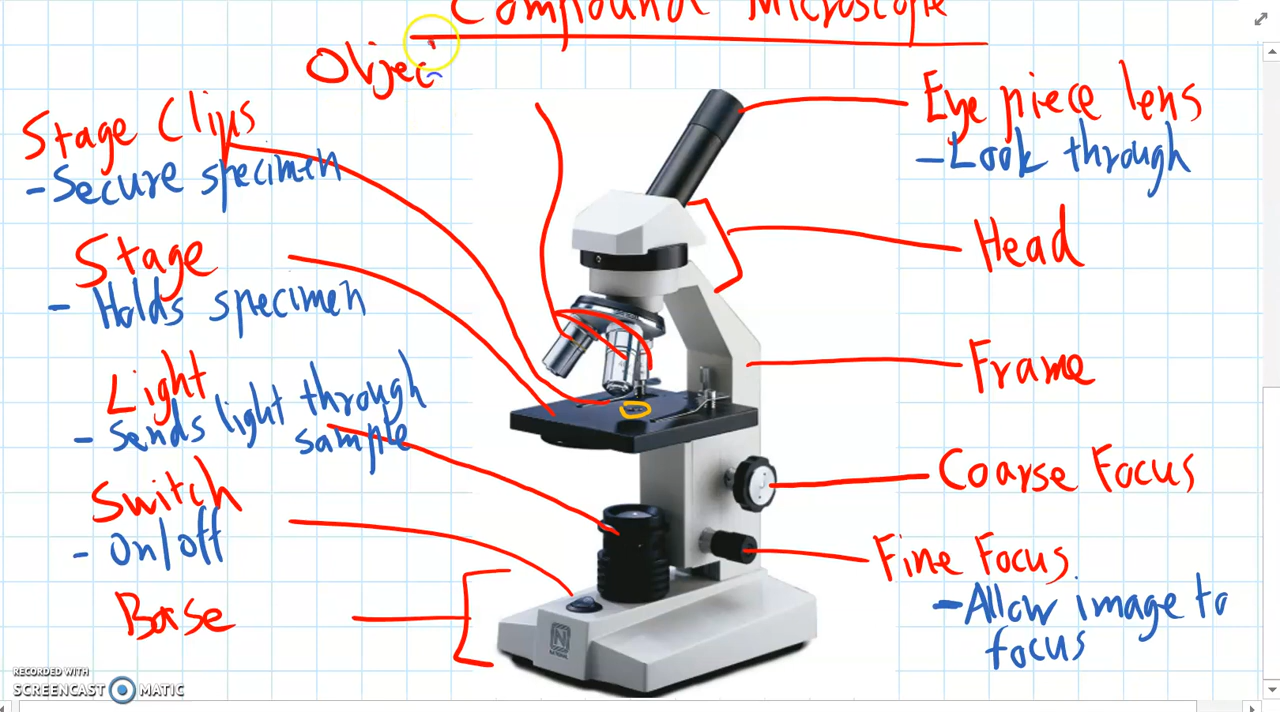 Compound Microscope
Objec
Stage Clips
- Secure specimen
Stage
- Holds specimen
Light
- Sends light through
sample
Switch
- On/off
Base
Eye piece lens
- Look through
Head
Frame
Coarse Focus
Fine Focus
- Allow image to
focus
N
NATIONAL
RECORDED WITH
SCREENCAST MATIC